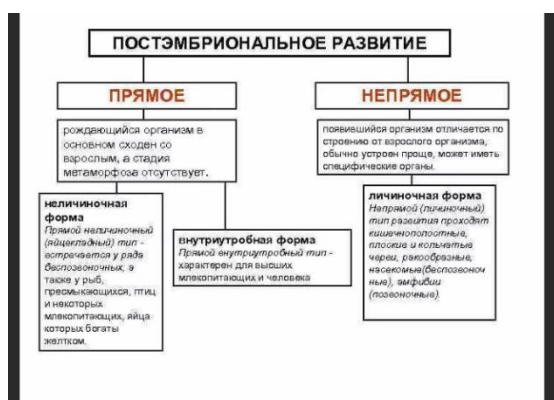 ПОСТЭМБРИОНАЛЬНОЕ РАЗВИТИЕ
ПРЯМОЕ
НЕПРЯМОЕ
рождающийся организм в
основном сходен со
взрослым, а стадия
метаморфоза отсутствует.
появившийся организм отличается по
строению от взрослого организма,
обычно устроен проще, может иметь
специфические органы.
неличиночная
форма
Прямой неличиночный
(яйцекладный) тип -
встречается у ряда
беспозвоночных, а
также у рыб,
пресмыкающихся, птиц
и некоторых
млекопитающих, яйца
которых богаты
желтком.
внутриутробная форма
Прямой внутриутробный тип -
характерен для высших
млекопитающих и человека
личиночная форма
Непрямой (личиночный)
тип развития проходят
кишечнополостные,
плоские и кольчатые
черви, ракообразные,
насекомые(беспозвоноч
ные), амфибии
(позвоночные).